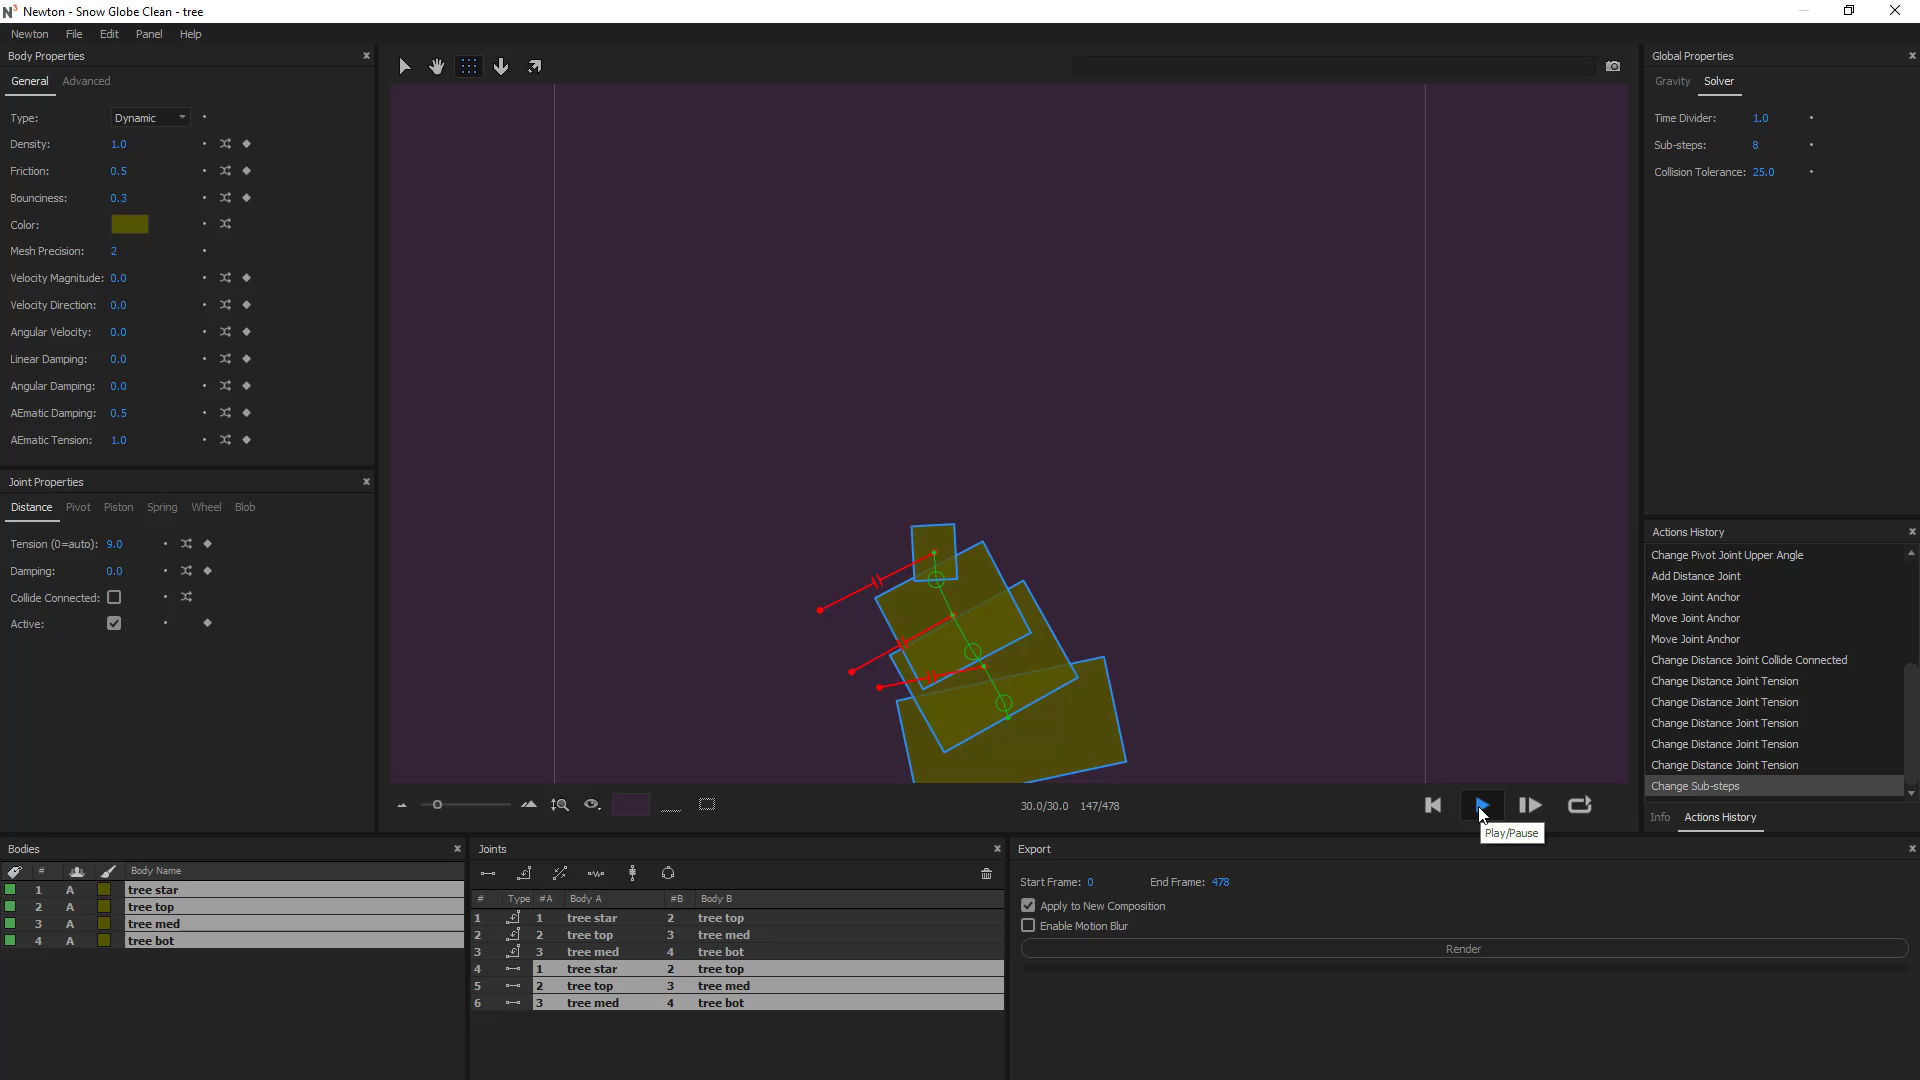 Newton - Snow Globe Clean - tree
Newton File Edit Panel Help
Body Properties
General Advanced
Type: Dynamic
Density: 1.0
Friction: 0.5
Bounciness: 0.3
Color:
Mesh Precision: 2
Velocity Magnitude: 0.0
Velocity Direction: 0.0
Angular Velocity: 0.0
Linear Damping: 0.0
Angular Damping: 0.0
AEmatic Damping: 0.5
AEmatic Tension: 1.0
Joint Properties
Distance Pivot Piston Spring Wheel Blob
Tension (0=auto): 9.0
Damping: 0.0
Collide Connected:
Active:
30.0/30.0 147/478
Play/Pause
Global Properties
Gravity Solver
Time Divider: 1.0
Sub-steps: 8
Collision Tolerance: 25.0
Actions History
Change Pivot Joint Upper Angle
Add Distance Joint
Move Joint Anchor
Move Joint Anchor
Move Joint Anchor
Change Distance Joint Collide Connected
Change Distance Joint Tension
Change Distance Joint Tension
Change Distance Joint Tension
Change Distance Joint Tension
Change Distance Joint Tension
Change Sub-steps
Info Actions History
Bodies
# Body Name
1 A tree star
2 A tree top
3 A tree med
4 A tree bot
Joints
# Type #A Body A #B Body B
1 1 tree star 2 tree top
2 2 tree top 3 tree med
3 3 tree med 4 tree bot
4 1 tree star 2 tree top
5 2 tree top 3 tree med
6 3 tree med 4 tree bot
Export
Start Frame: 0 End Frame: 478
Apply to New Composition
Enable Motion Blur
Render